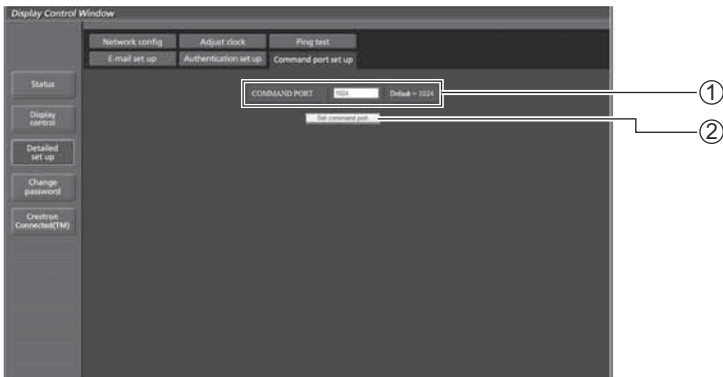 Display Control Window
Network config Adjust clock Ping test
E-mail set up Authentication set up Command port set up
Status
COMMAND PORT 1024 Default = 1024
①
Set command port
②
Display
control
Detailed
set up
Change
password
Crestron
Connected(TM)